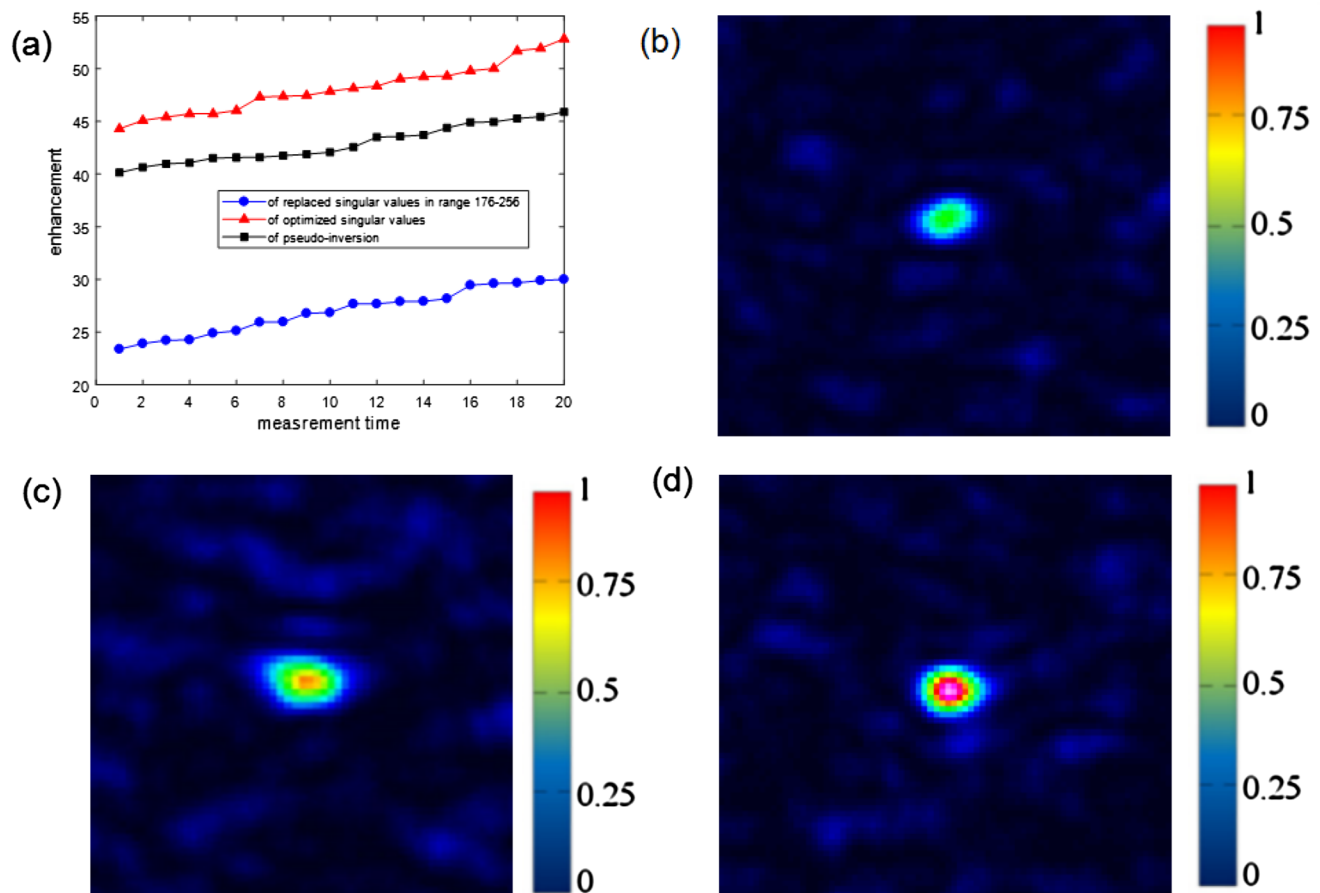 (a)
55
50
45
40
35
30
25
20
enhancement
of replaced singular values in range 176-256
of optimized singular values
of pseudo-inversion
0 2 4 6 8 10 12 14 16 18 20
measrement time
(b)
1
0.75
0.5
0.25
0
(c)
1
0.75
0.5
0.25
0
(d)
1
0.75
0.5
0.25
0